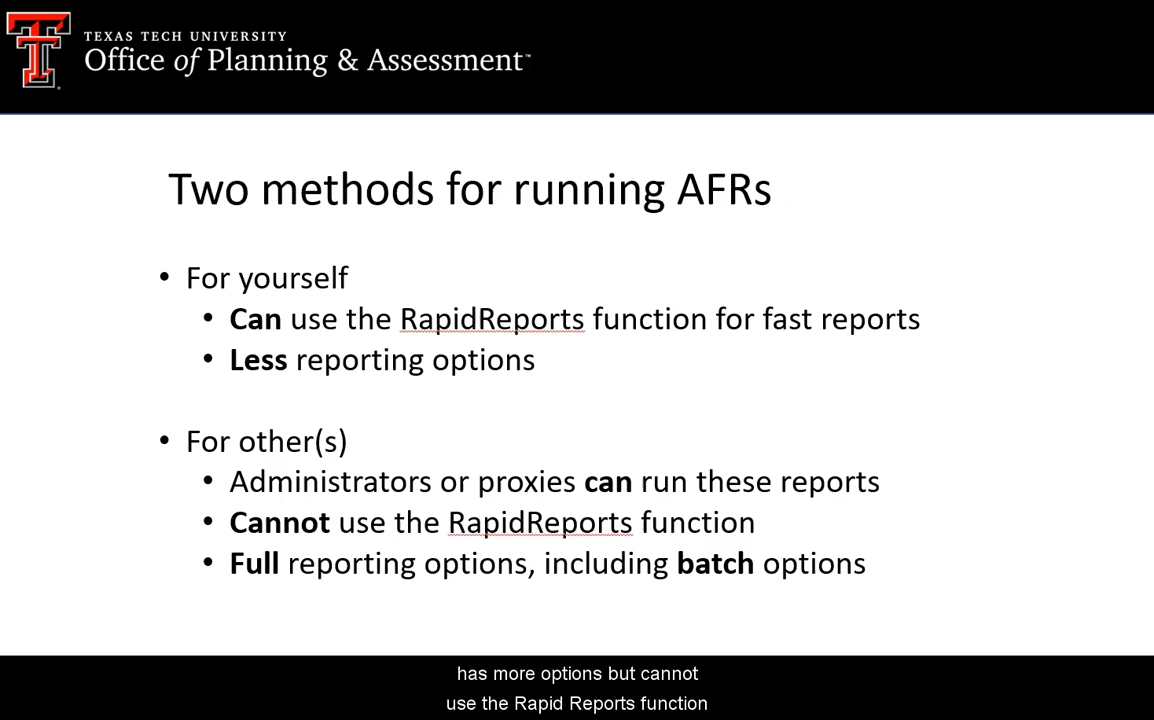 TEXAS TECH UNIVERSITY
Office of Planning & Assessment™
Two methods for running AFRs
• For yourself
• Can use the RapidReports function for fast reports
• Less reporting options
• For other(s)
• Administrators or proxies can run these reports
• Cannot use the RapidReports function
• Full reporting options, including batch options
has more options but cannot
use the Rapid Reports function